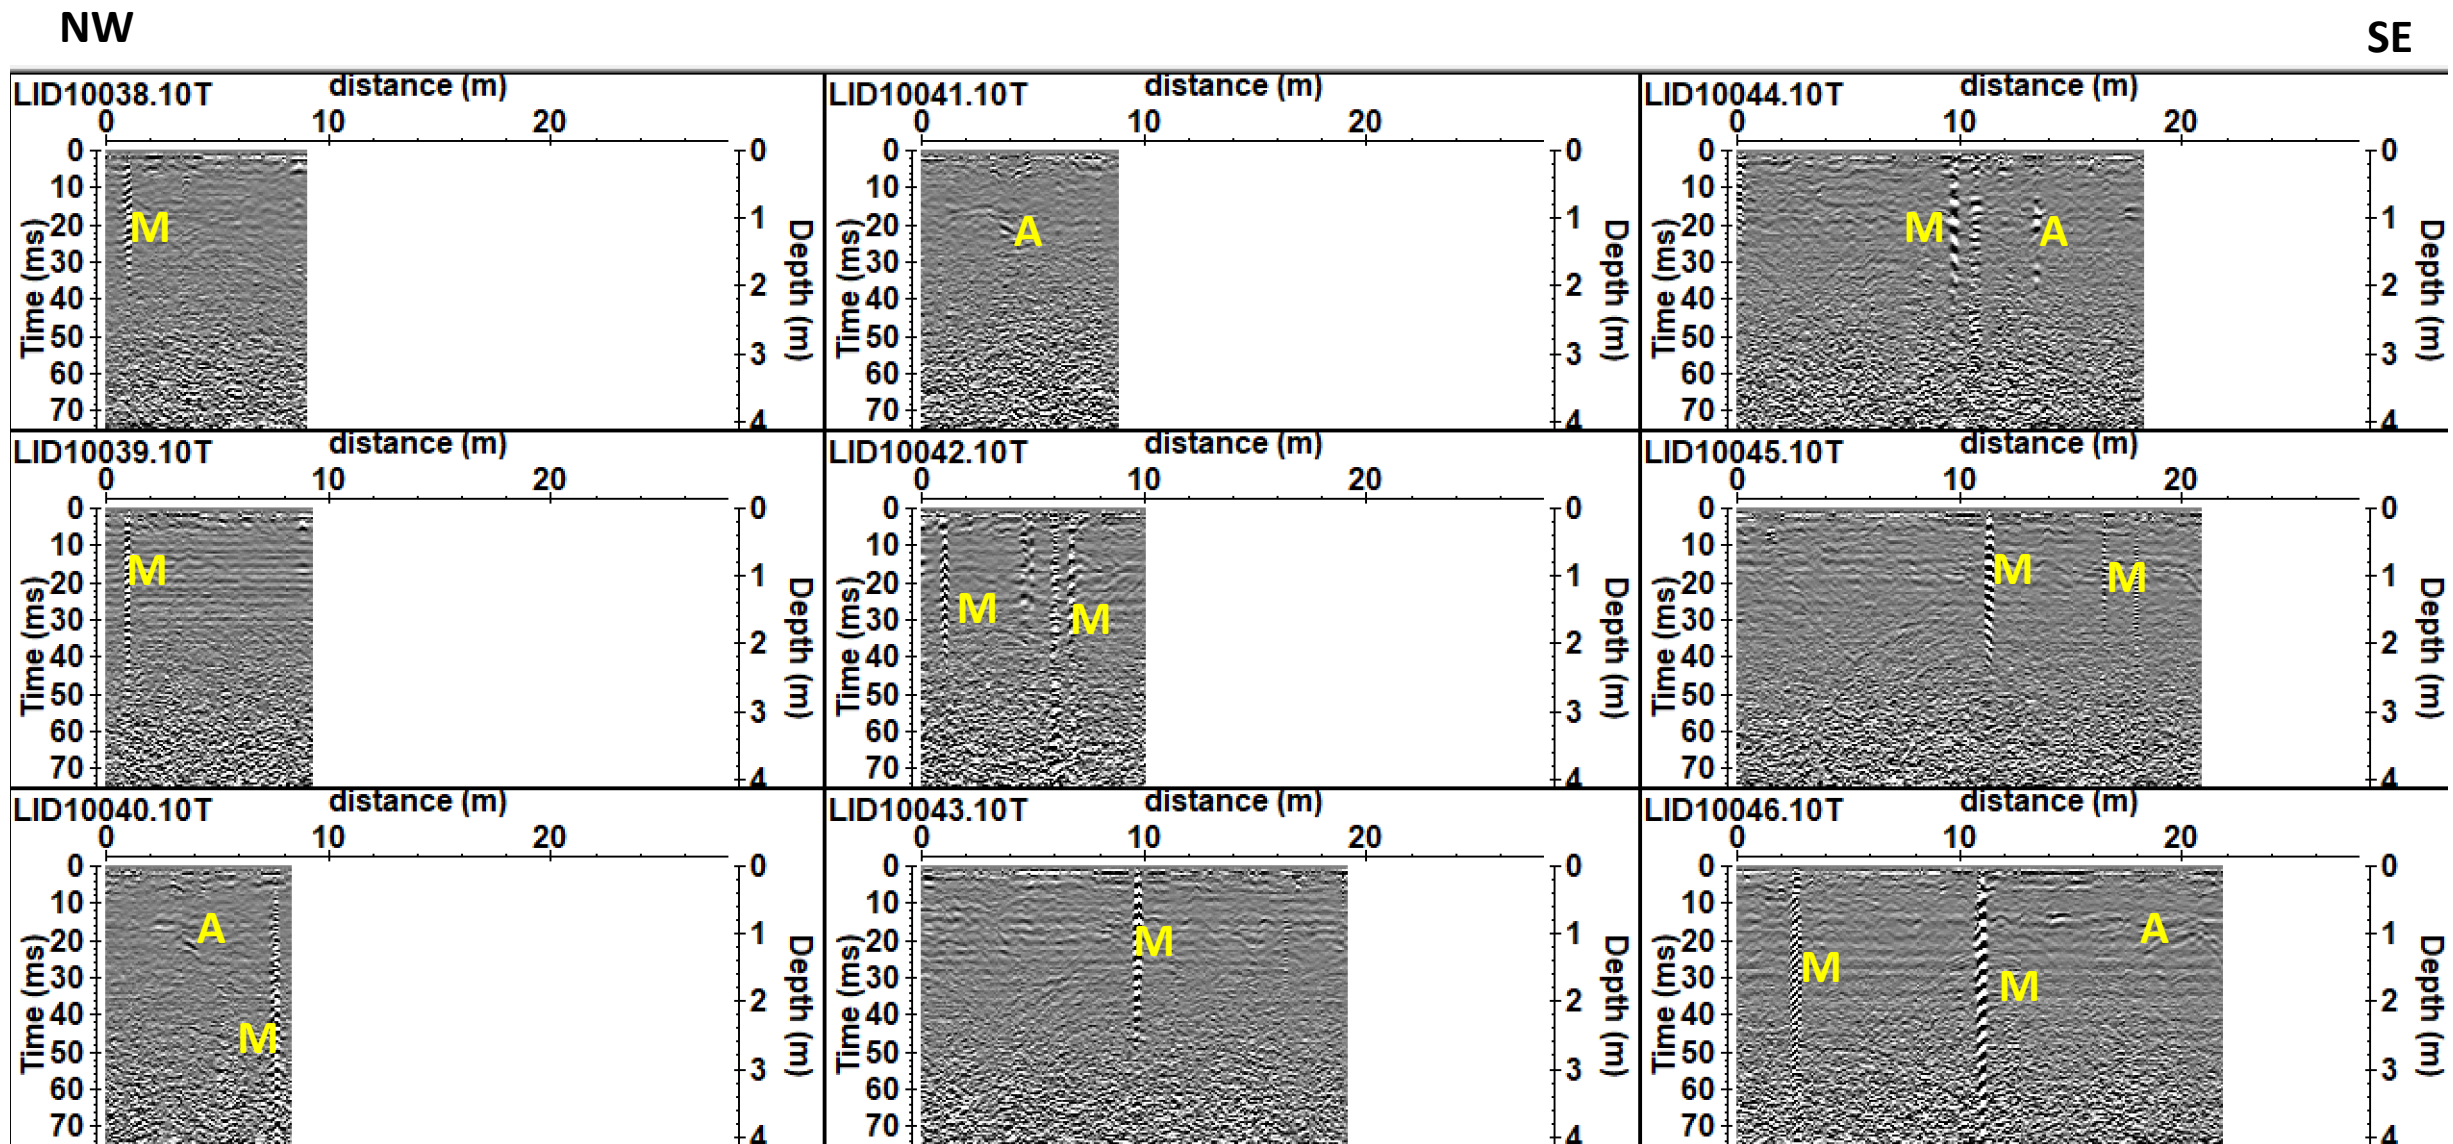 NW
SE
LID10038.10T
distance (m)
0 10 20
Time (ms)
0
10
20
30
40
50
60
70
M
Depth (m)
0
1
2
3
4
LID10041.10T
distance (m)
0 10 20
Time (ms)
0
10
20
30
40
50
60
70
A
Depth (m)
0
1
2
3
4
LID10044.10T
distance (m)
0 10 20
Time (ms)
0
10
20
30
40
50
60
70
M A
Depth (m)
0
1
2
3
4
LID10039.10T
distance (m)
0 10 20
Time (ms)
0
10
20
30
40
50
60
70
M
Depth (m)
0
1
2
3
4
LID10042.10T
distance (m)
0 10 20
Time (ms)
0
10
20
30
40
50
60
70
M M
Depth (m)
0
1
2
3
4
LID10045.10T
distance (m)
0 10 20
Time (ms)
0
10
20
30
40
50
60
70
M M
Depth (m)
0
1
2
3
4
LID10040.10T
distance (m)
0 10 20
Time (ms)
0
10
20
30
40
50
60
70
A
M
Depth (m)
0
1
2
3
4
LID10043.10T
distance (m)
0 10 20
Time (ms)
0
10
20
30
40
50
60
70
M
Depth (m)
0
1
2
3
4
LID10046.10T
distance (m)
0 10 20
Time (ms)
0
10
20
30
40
50
60
70
A
M
M
Depth (m)
0
1
2
3
4